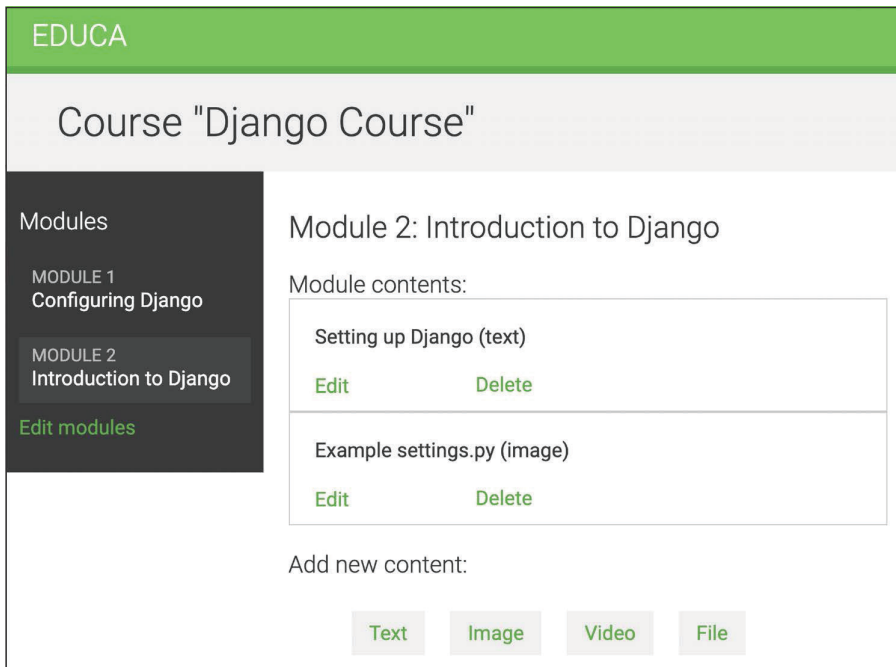 EDUCA
Course "Django Course"
Modules
MODULE 1
Configuring Django
MODULE 2
Introduction to Django
Edit modules
Module 2: Introduction to Django
Module contents:
Setting up Django (text)
Edit Delete
Example settings.py (image)
Edit Delete
Add new content:
Text Image Video File